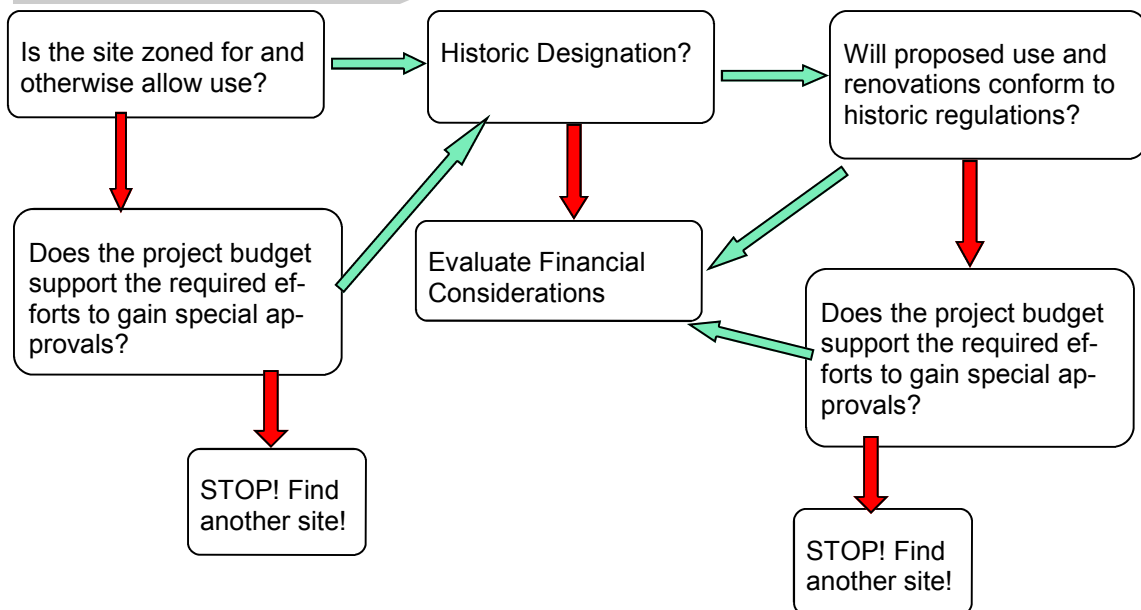 Is the site zoned for and
otherwise allow use?
Historic Designation?
Will proposed use and
renovations conform to
historic regulations?
Does the project budget
support the required ef-
forts to gain special ap-
provals?
Evaluate Financial
Considerations
Does the project budget
support the required ef-
forts to gain special ap-
provals?
STOP! Find
another site!
STOP! Find
another site!